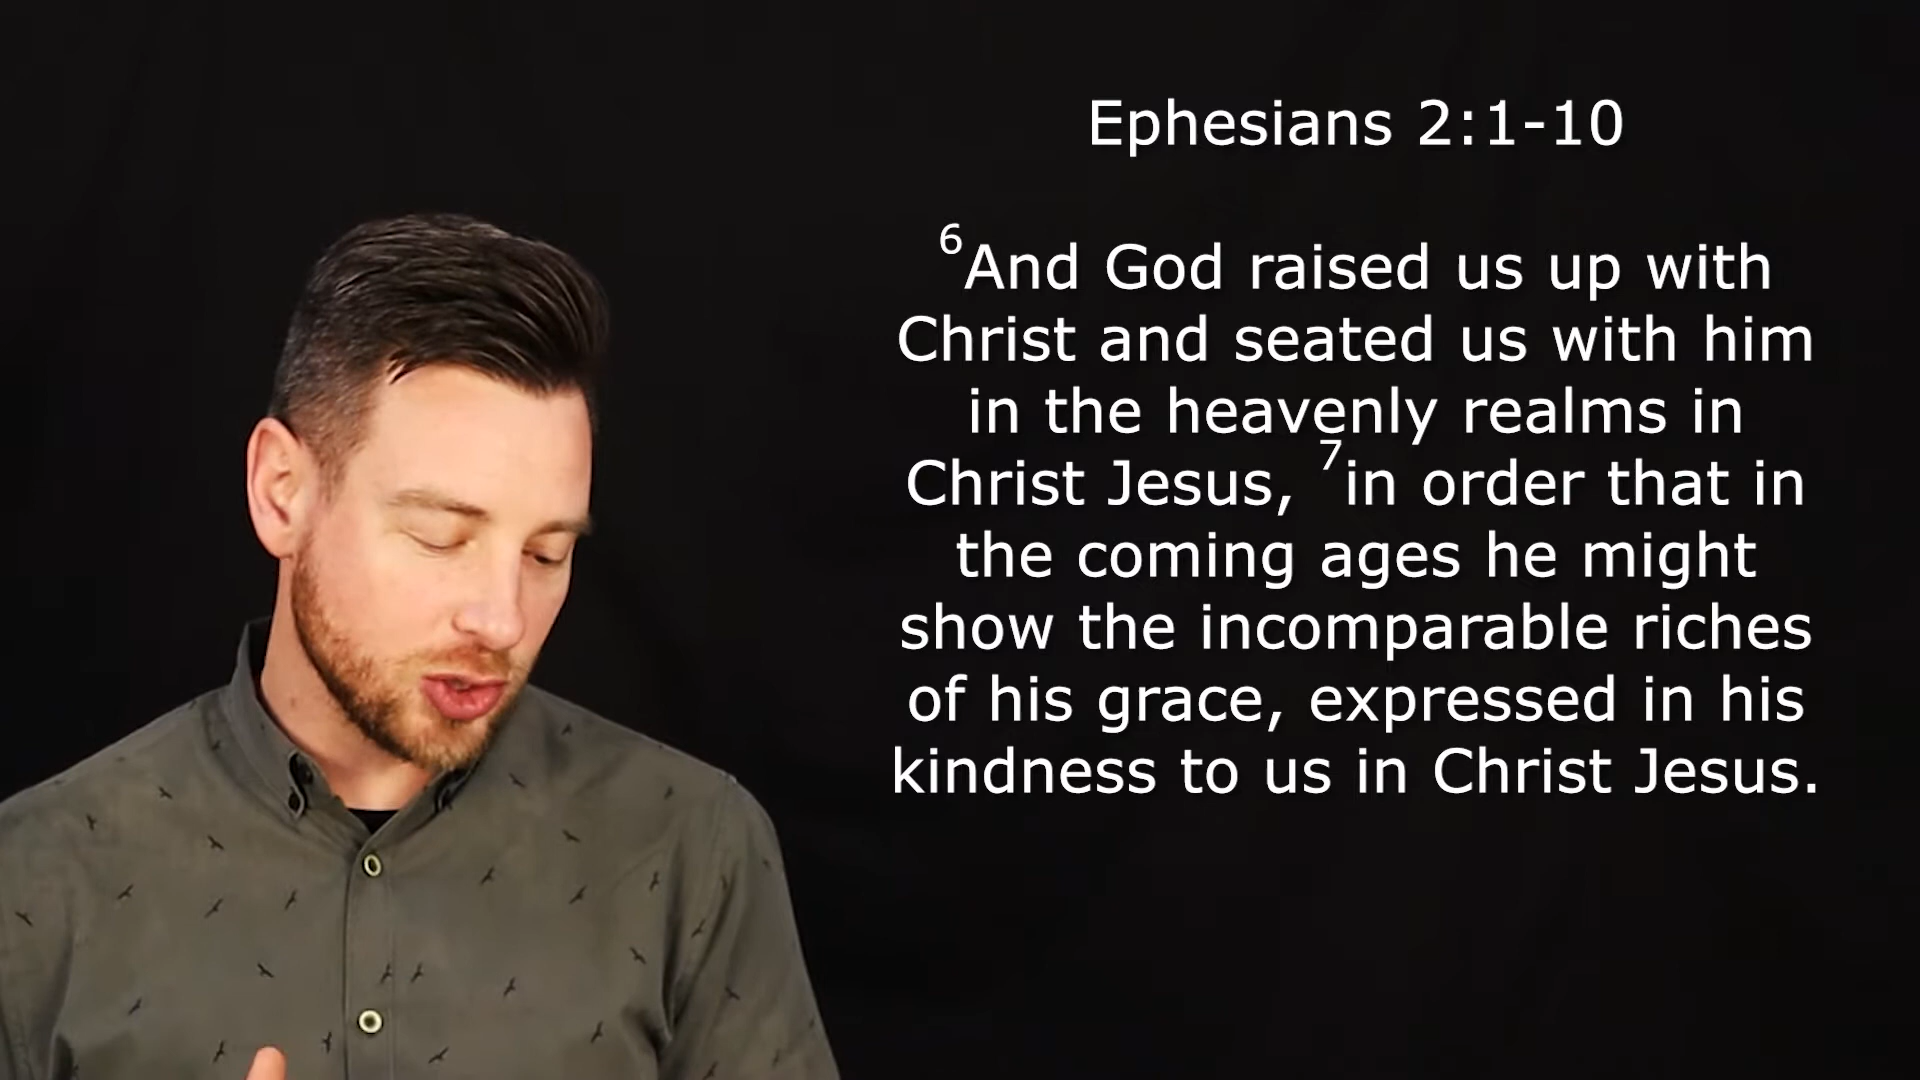 Ephesians 2:1-10
⁶And God raised us up with
Christ and seated us with him
in the heavenly realms in
Christ Jesus, ⁷in order that in
the coming ages he might
show the incomparable riches
of his grace, expressed in his
kindness to us in Christ Jesus.